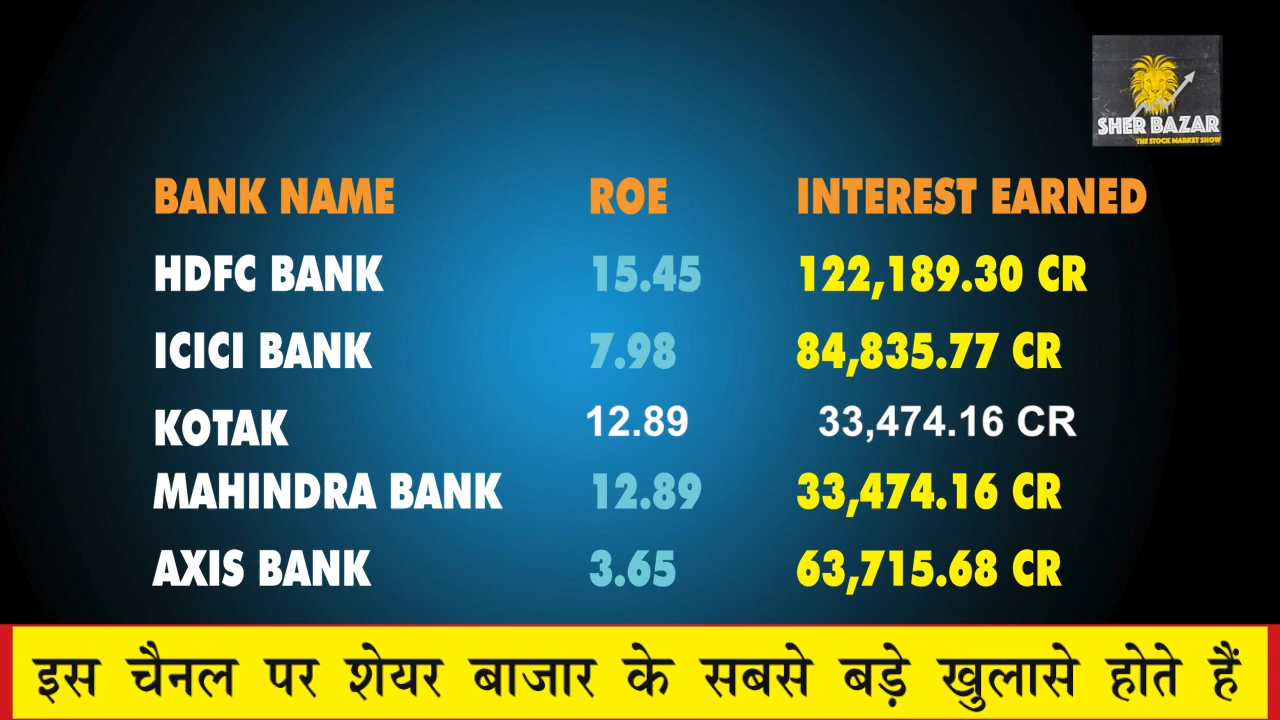 SHER BAZAR
THE STOCK MARKET SHOW
BANK NAME ROE INTEREST EARNED
HDFC BANK 15.45 122,189.30 CR
ICICI BANK 7.98 84,835.77 CR
KOTAK 12.89 33,474.16 CR
MAHINDRA BANK 12.89 33,474.16 CR
AXIS BANK 3.65 63,715.68 CR
इस चैनल पर शेयर बाजार के सबसे बड़े खुलासे होते हैं